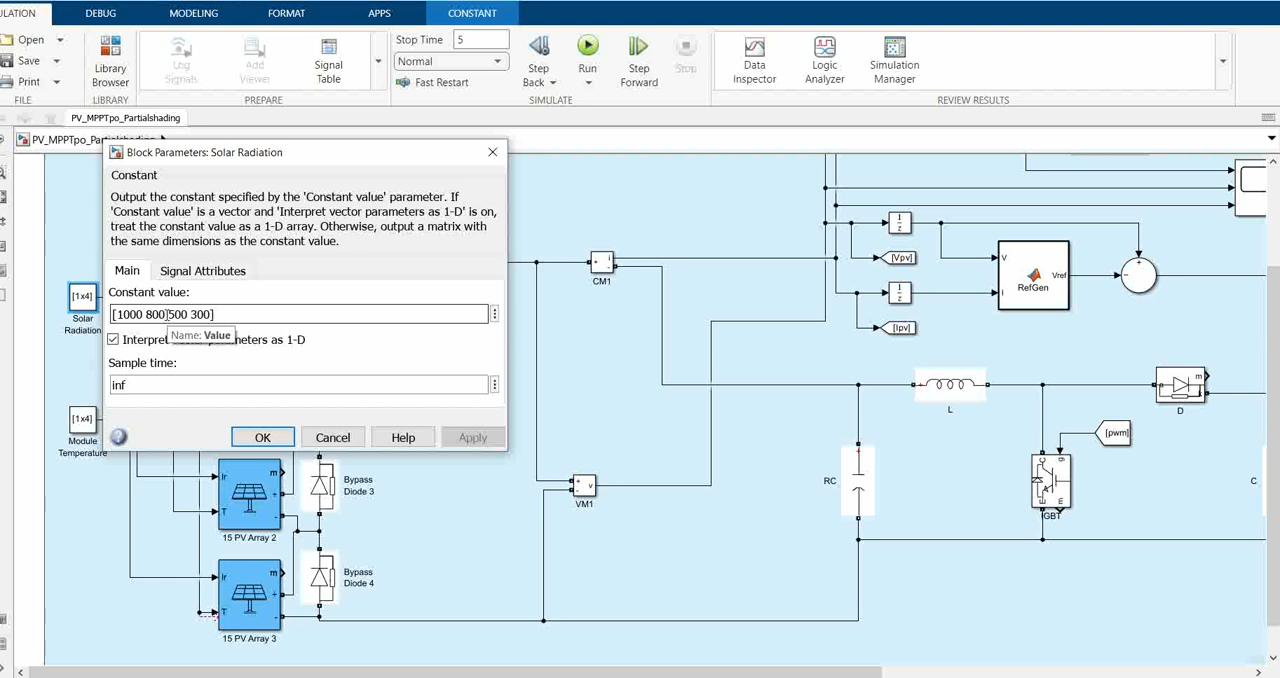 ULATION DEBUG MODELING FORMAT APPS CONSTANT
Open Save Print FILE
Library Browser LIBRARY
Log Signals Add Viewer Signal Table PREPARE
Stop Time 5
Normal
Fast Restart
Step Back Run Step Forward Stop
SIMULATE
Data Inspector Logic Analyzer Simulation Manager
REVIEW RESULTS
PV_MPPTpo_Partialshading
PV_MPPTpo_Partialshading
Block Parameters: Solar Radiation
Constant
Output the constant specified by the 'Constant value' parameter. If
'Constant value' is a vector and 'Interpret vector parameters as 1-D' is on,
treat the constant value as a 1-D array. Otherwise, output a matrix with
the same dimensions as the constant value.
Main Signal Attributes
Constant value:
[1000 800 500 300]
Name: Value
Interpret rameters as 1-D
Sample time:
inf
OK Cancel Help Apply
[1x4]
Solar
Radiation
[1x4]
Module
Temperature
Ir m
T + -
15 PV Array 2
Bypass
Diode 3
Ir m
T + -
15 PV Array 3
Bypass
Diode 4
+ i -
CM1
+ - v
VM1
1
z
[Vpv]
1
z
[Ipv]
V
I
RefGen
Vref
+
−
L
a m k
D
[pwm]
g C E m
IGBT
RC
C